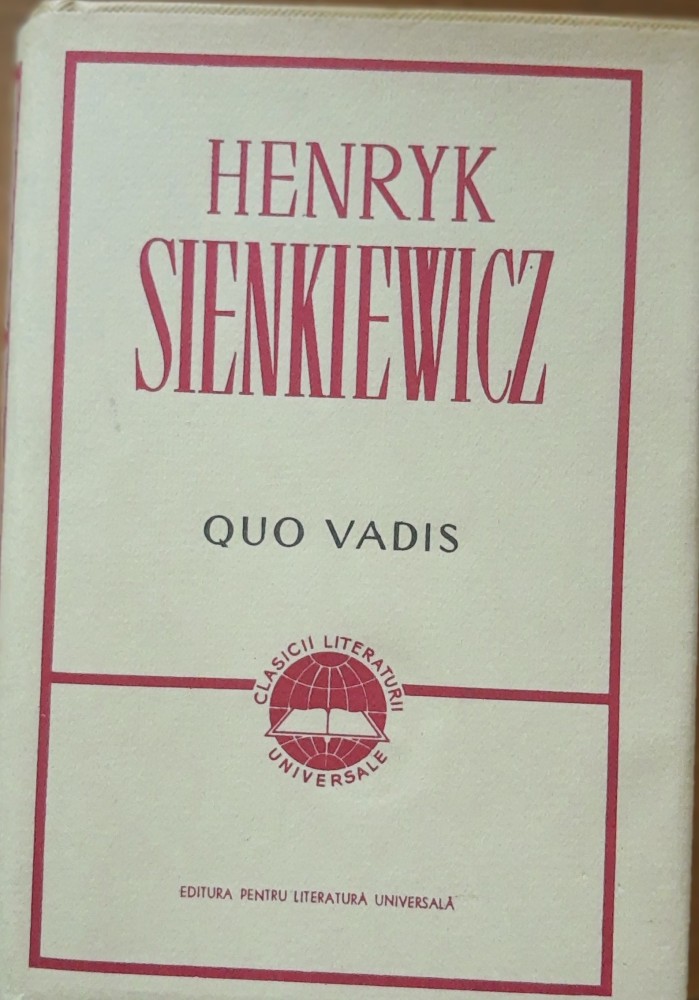 HENRYK
SIENKIEWICZ
QUO VADIS
CLASICII LITERATURII
UNIVERSALE
EDITURA PENTRU LITERATURĂ UNIVERSALĂ